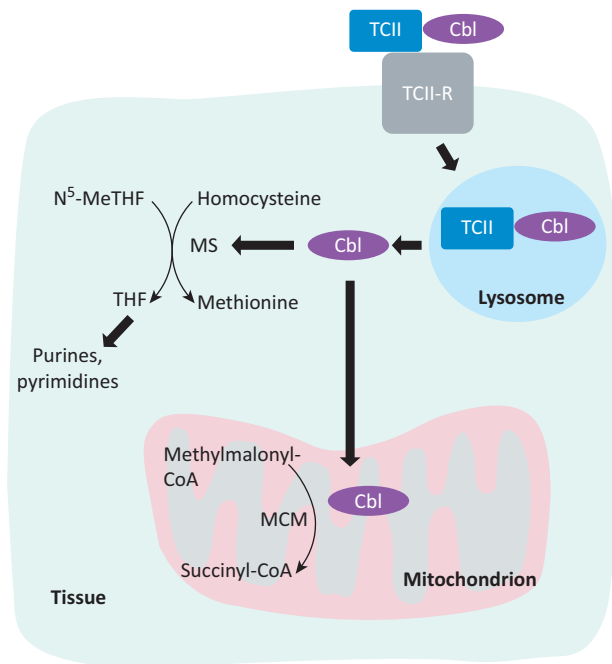 TCII
Cbl
TCII-R
N⁵-MeTHF
Homocysteine
TCII
Cbl
MS
Cbl
Lysosome
THF
Methionine
Purines,
pyrimidines
Methylmalonyl-
CoA
Cbl
MCM
Succinyl-CoA
Mitochondrion
Tissue